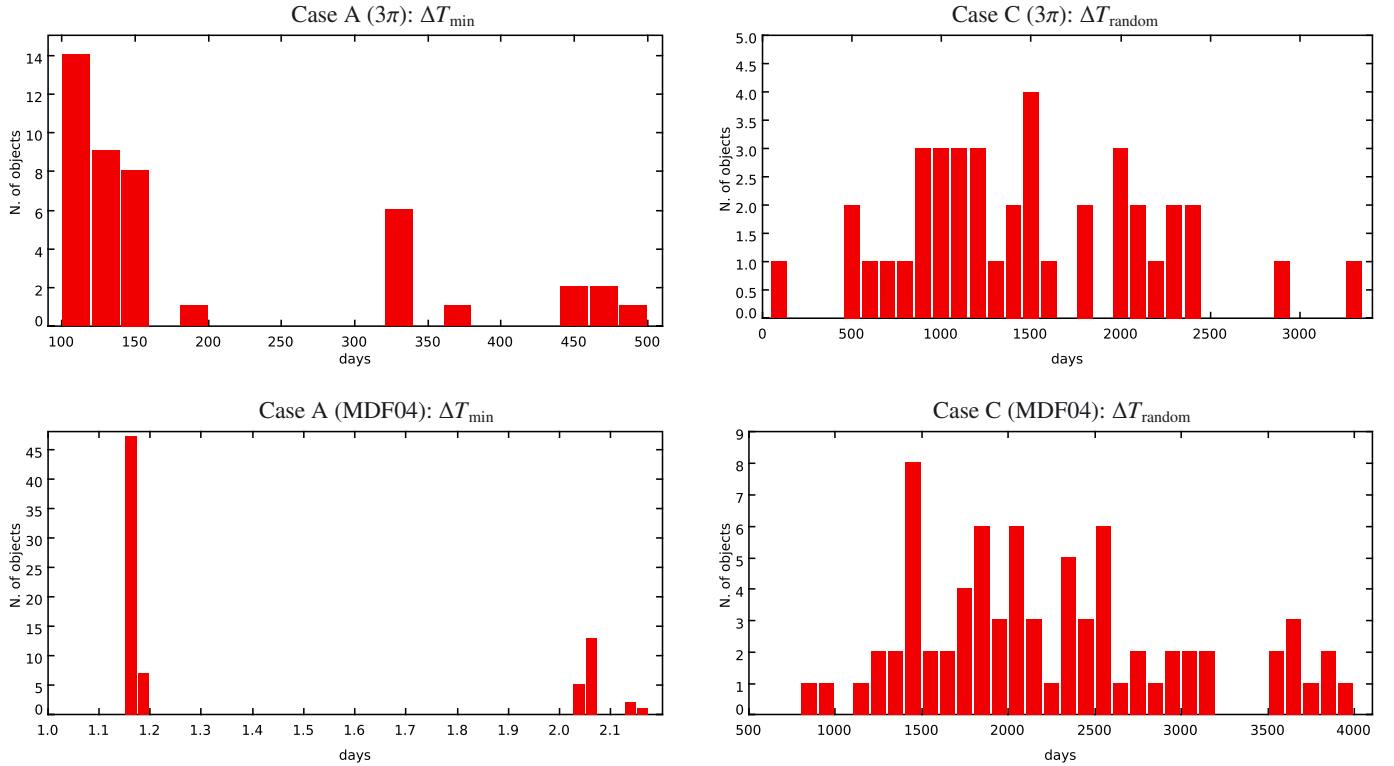 Case A (3π): ΔTmin
N. of objects
14
12
10
8
6
4
2
0
100 150 200 250 300 350 400 450 500
days
Case C (3π): ΔTrandom
N. of objects
5.0
4.5
4.0
3.5
3.0
2.5
2.0
1.5
1.0
0.5
0.0
0 500 1000 1500 2000 2500 3000
days
Case A (MDF04): ΔTmin
N. of objects
45
40
35
30
25
20
15
10
5
0
1.0 1.1 1.2 1.3 1.4 1.5 1.6 1.7 1.8 1.9 2.0 2.1
days
Case C (MDF04): ΔTrandom
N. of objects
9
8
7
6
5
4
3
2
1
0
500 1000 1500 2000 2500 3000 3500 4000
days